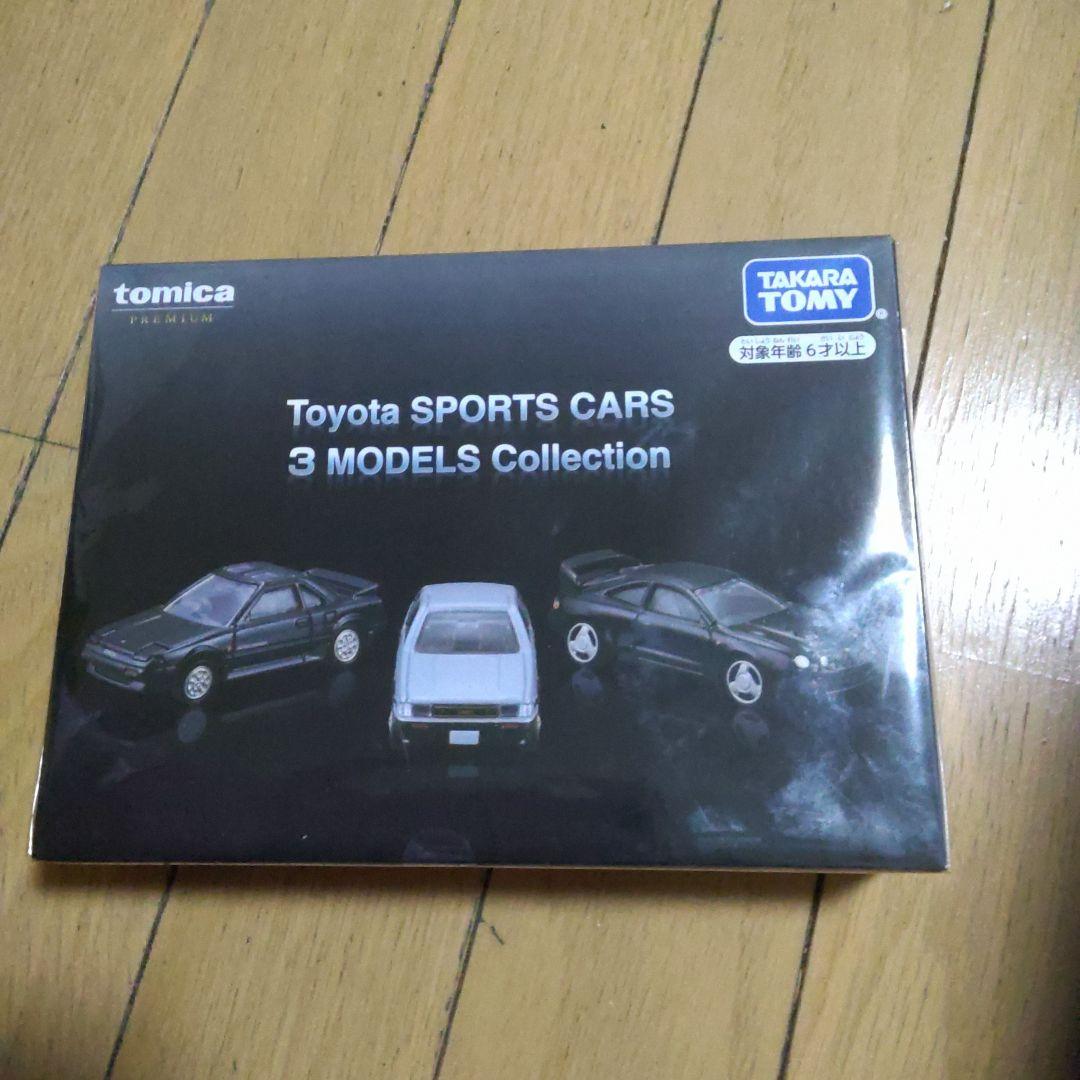 tomica
PREMIUM
TAKARA
TOMY
®
対象年齢6才以上
Toyota SPORTS CARS
3 MODELS Collection